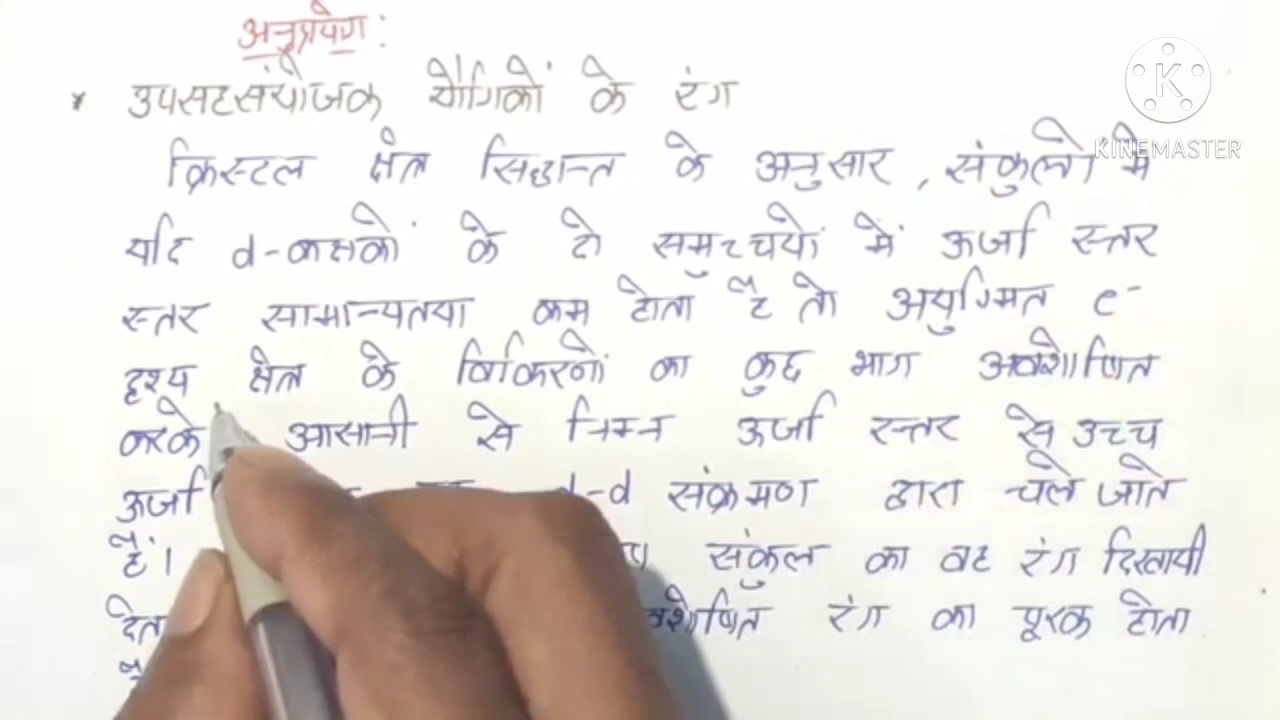 अनुप्रयोग :
* उपसहसंयोजक यौगिकों के रंग
K
KINEMASTER
क्रिस्टल क्षेत्र सिद्धान्त के अनुसार, संकुलो में
यदि d-कक्षकों के दो समुच्चयों में ऊर्जा स्तर
स्तर सामान्यतया कम होता है तो अयुग्मित e⁻
दृश्य क्षेत्र के विकिरणों का कुछ भाग अवशोषित
करके आसानी से निम्न ऊर्जा स्तर से उच्च
ऊर्जा d-d संक्रमण द्वारा चले जाते
हैं। संकुल का वह रंग दिखायी
रंग का पूरक होता